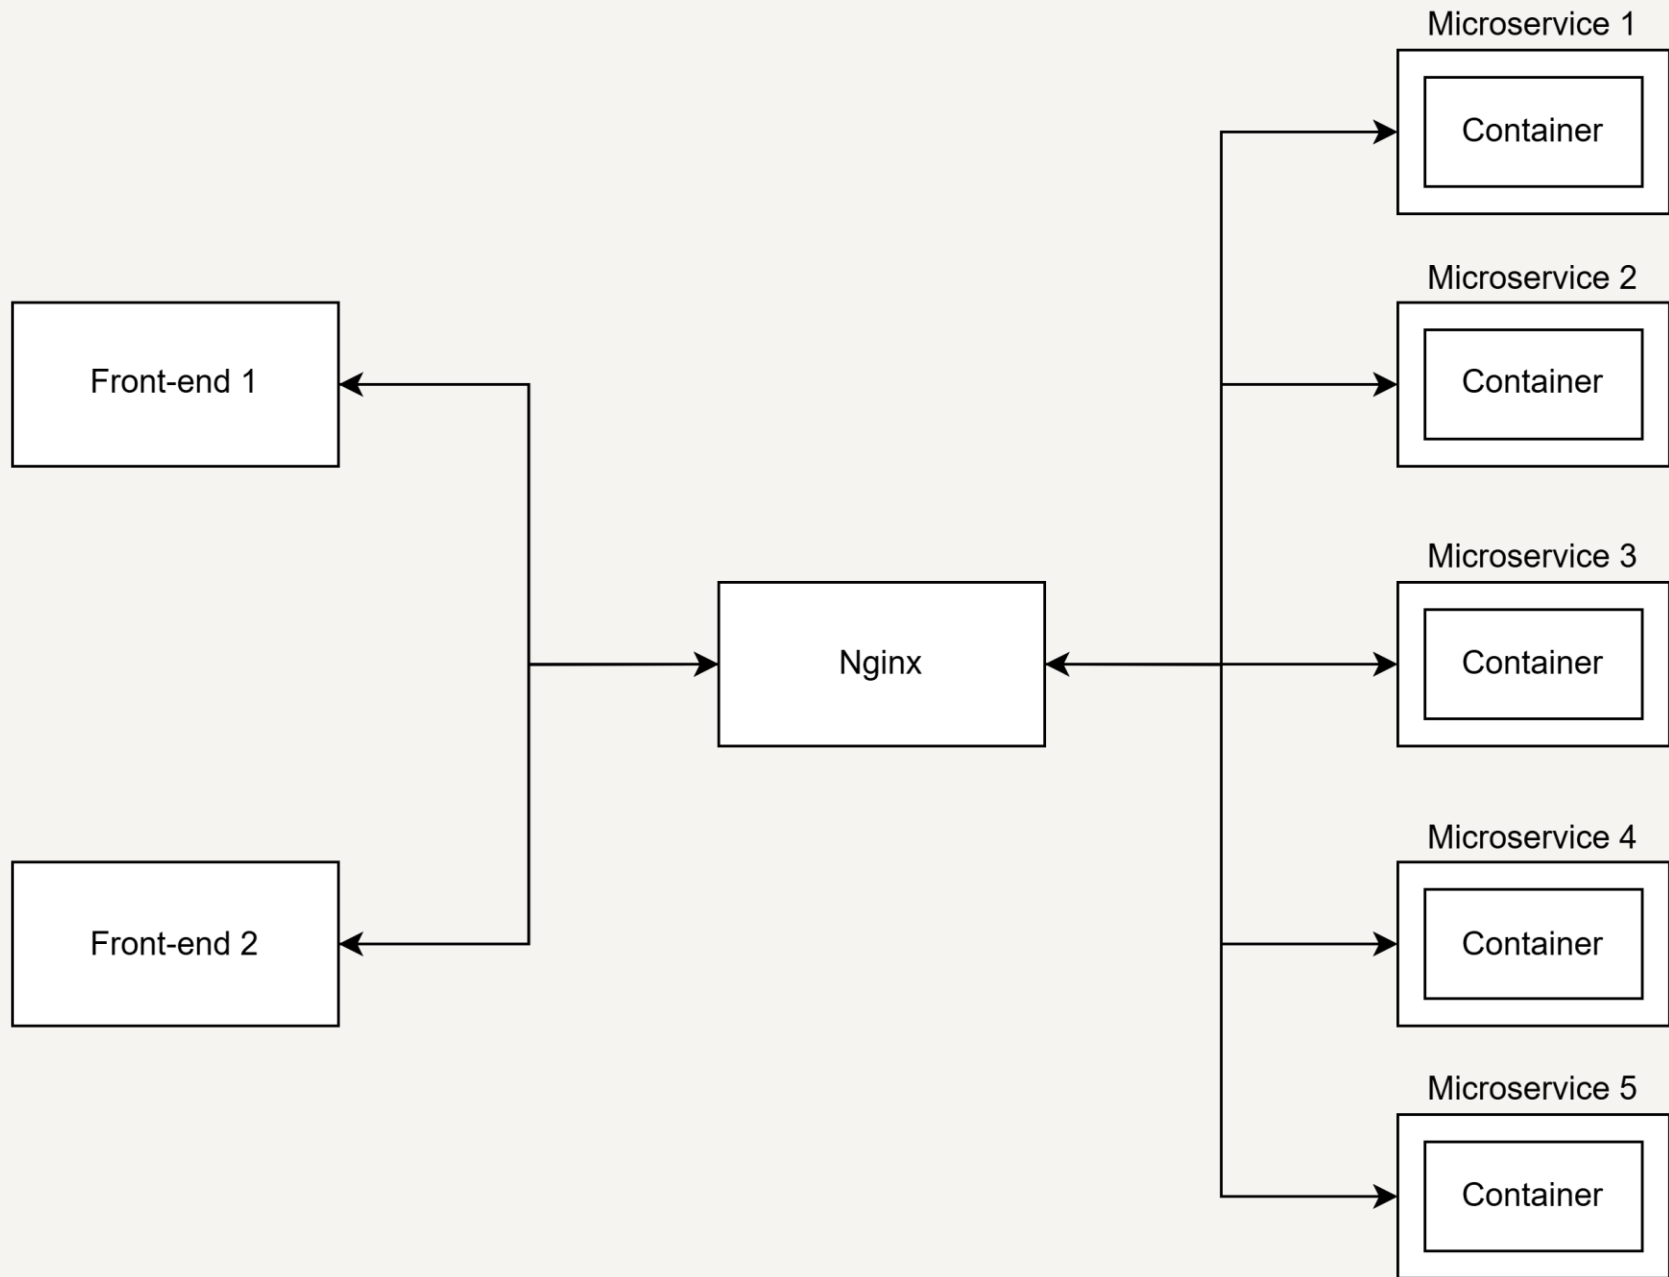 Microservice 1
Container
Microservice 2
Front-end 1
Container
Microservice 3
Nginx
Container
Microservice 4
Front-end 2
Container
Microservice 5
Container